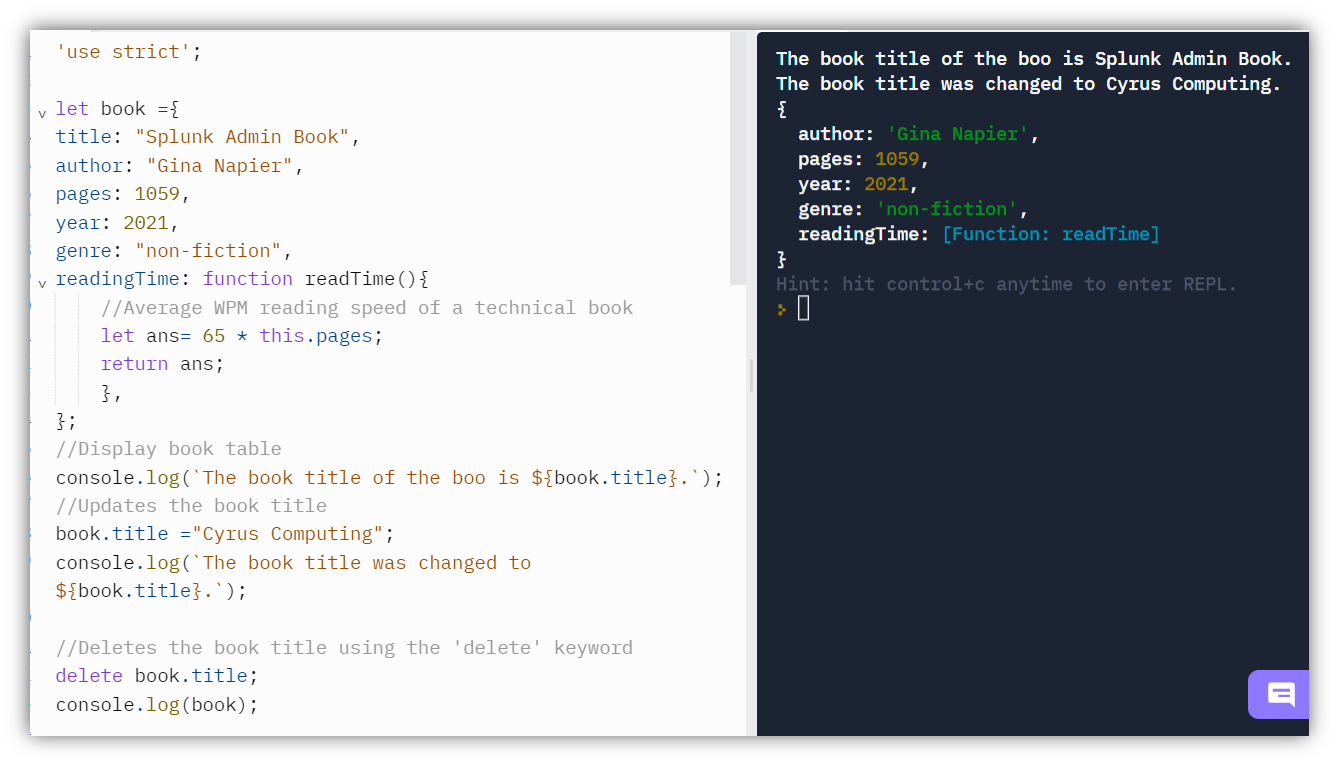 'use strict';
let book ={
title: "Splunk Admin Book",
author: "Gina Napier",
pages: 1059,
year: 2021,
genre: "non-fiction",
readingTime: function readTime(){
//Average WPM reading speed of a technical book
let ans= 65 * this.pages;
return ans;
},
};
//Display book table
console.log(`The book title of the boo is ${book.title}.`);
//Updates the book title
book.title ="Cyrus Computing";
console.log(`The book title was changed to
${book.title}.`);
//Deletes the book title using the 'delete' keyword
delete book.title;
console.log(book);
The book title of the boo is Splunk Admin Book.
The book title was changed to Cyrus Computing.
{
author: 'Gina Napier',
pages: 1059,
year: 2021,
genre: 'non-fiction',
readingTime: [Function: readTime]
}
Hint: hit control+c anytime to enter REPL.
>